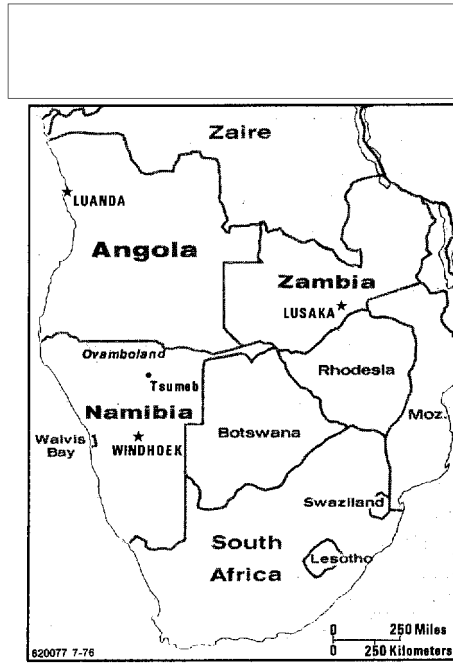 Zaire
LUANDA
Angola
Zambia
LUSAKA
Ovamboland
Tsumeb
Rhodesia
Namibia
Moz.
Walvis
Bay
WINDHOEK
Botswana
Swaziland
South
Africa
Lesotho
0 250 Miles
0 250 Kilometers
620077 7-76